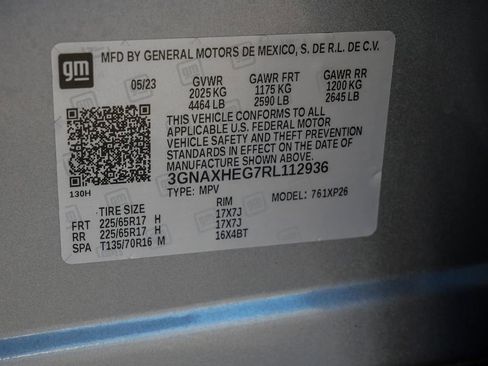 gm
MFD BY GENERAL MOTORS DE MEXICO, S. DE R.L. DE C.V.
05/23 GVWR GAWR FRT GAWR RR
2025 KG 1175 KG 1200 KG
4464 LB 2590 LB 2645 LB
THIS VEHICLE CONFORMS TO ALL
APPLICABLE U.S. FEDERAL MOTOR
VEHICLE SAFETY AND THEFT PREVENTION
STANDARDS IN EFFECT ON THE DATE OF
MANUFACTURE SHOWN ABOVE.
3GNAXHEG7RL112936
130H TYPE: MPV MODEL: 761XP26
TIRE SIZE RIM
FRT 225/65R17 H 17X7J
RR 225/65R17 H 17X7J
SPA T135/70R16 M 16X4BT